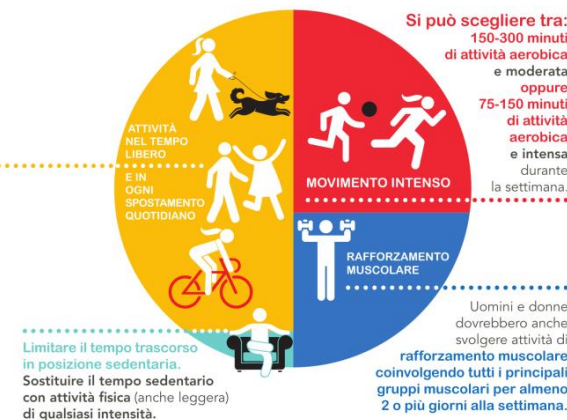 Si può scegliere tra:
150-300 minuti
di attività aerobica
e moderata
oppure
75-150 minuti
di attività
aerobica
e intensa
durante
la settimana.
ATTIVITÀ
NEL TEMPO
LIBERO
E IN
OGNI
SPOSTAMENTO
QUOTIDIANO
MOVIMENTO INTENSO
RAFFORZAMENTO
MUSCOLARE
Limitare il tempo trascorso
in posizione sedentaria.
Sostituire il tempo sedentario
con attività fisica (anche leggera)
di qualsiasi intensità.
Uomini e donne
dovrebbero anche
svolgere attività di
rafforzamento muscolare
coinvolgendo tutti i principali
gruppi muscolari per almeno
2 o più giorni alla settimana.